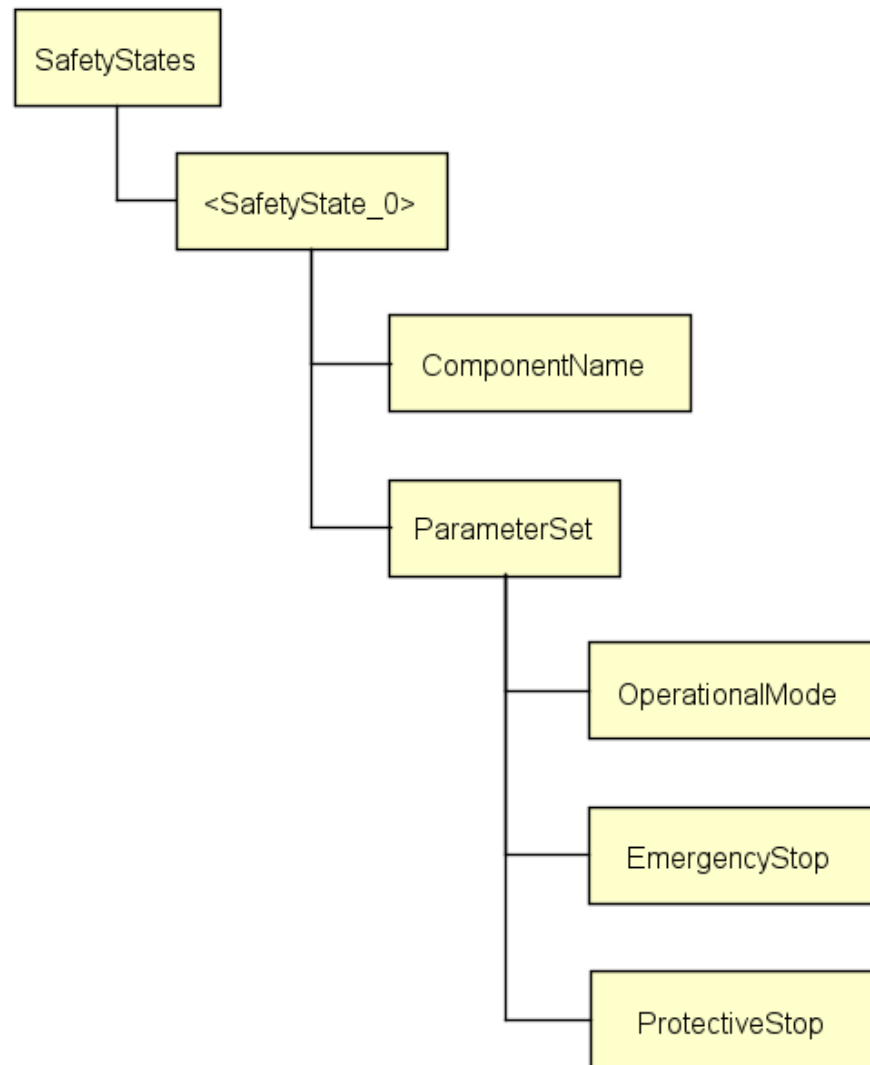 SafetyStates
<SafetyState_0>
ComponentName
ParameterSet
OperationalMode
EmergencyStop
ProtectiveStop